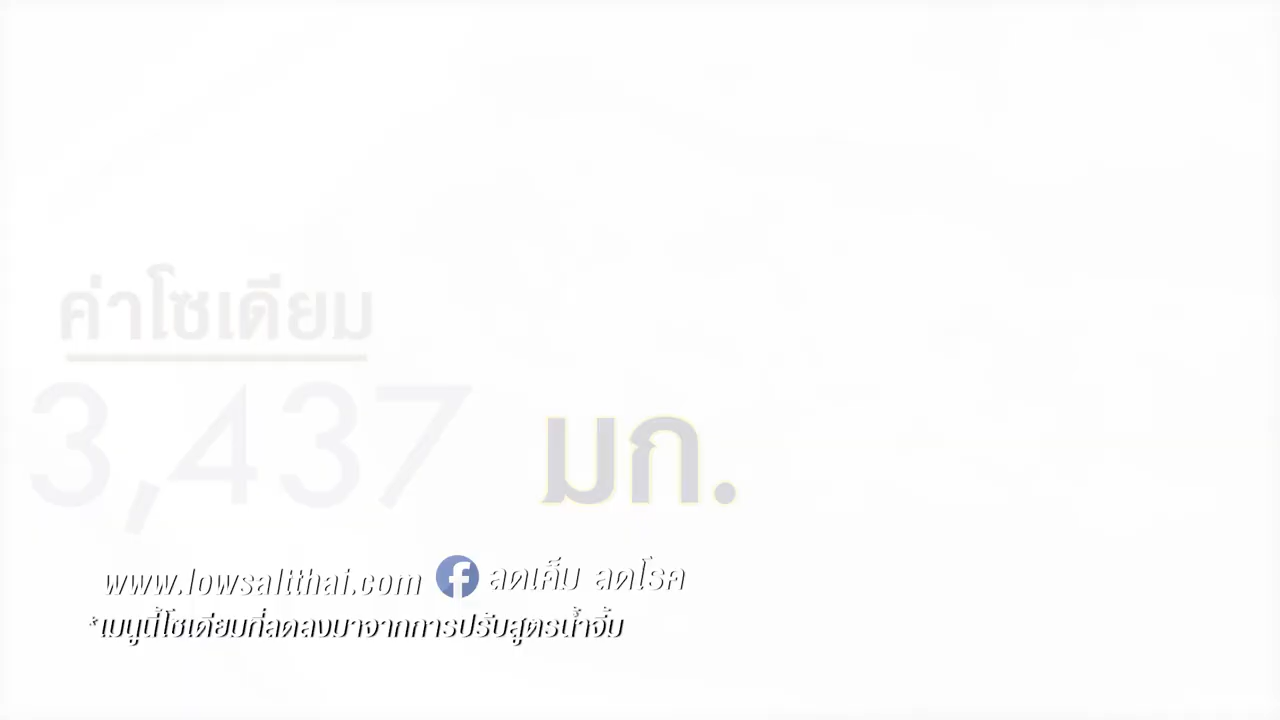 ค่าโซเดียม
3,437 มก.
www.lowsaltthai.com ลดเค็ม ลดโรค
*เมนูนี้โซเดียมที่ลดลงมาจากการปรับสูตรน้ำจิ้ม